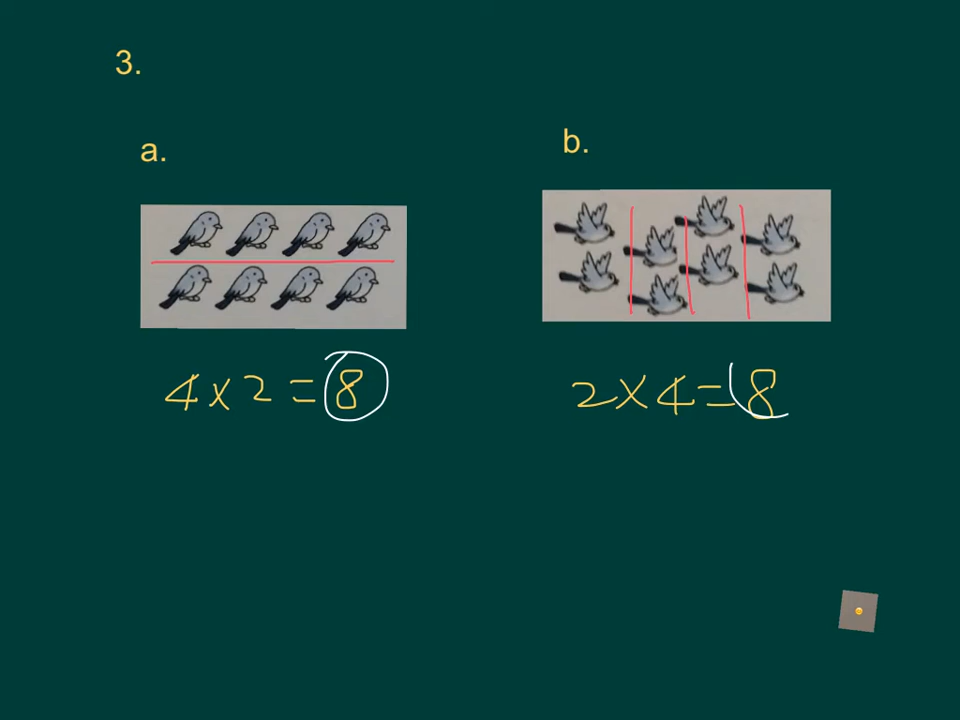 3.
a.
b.
4 x 2 = 8
2 x 4 = 8